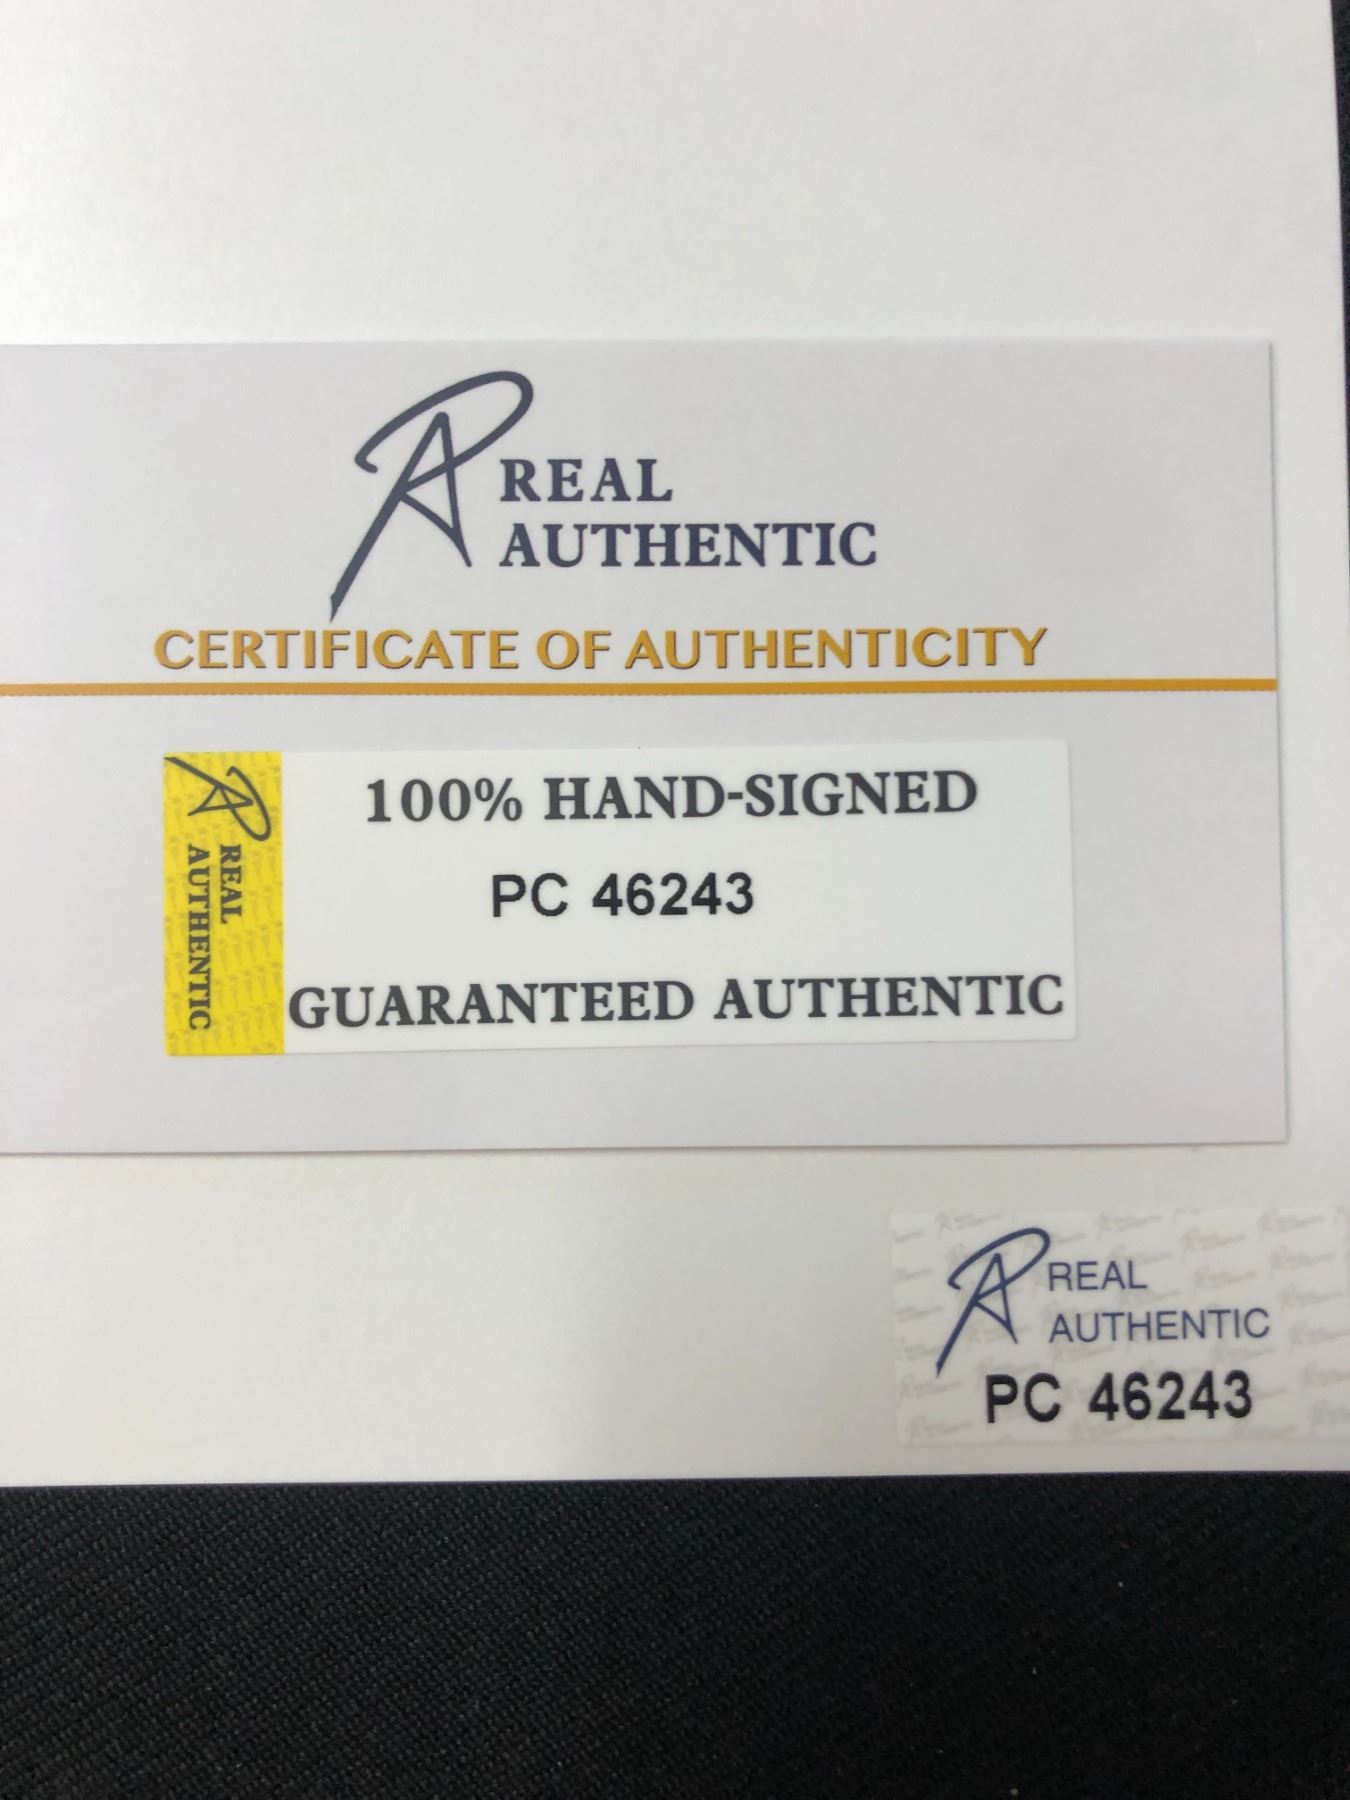 REAL
AUTHENTIC
CERTIFICATE OF AUTHENTICITY
REAL
AUTHENTIC
100% HAND-SIGNED
PC 46243
GUARANTEED AUTHENTIC
REAL
AUTHENTIC
PC 46243